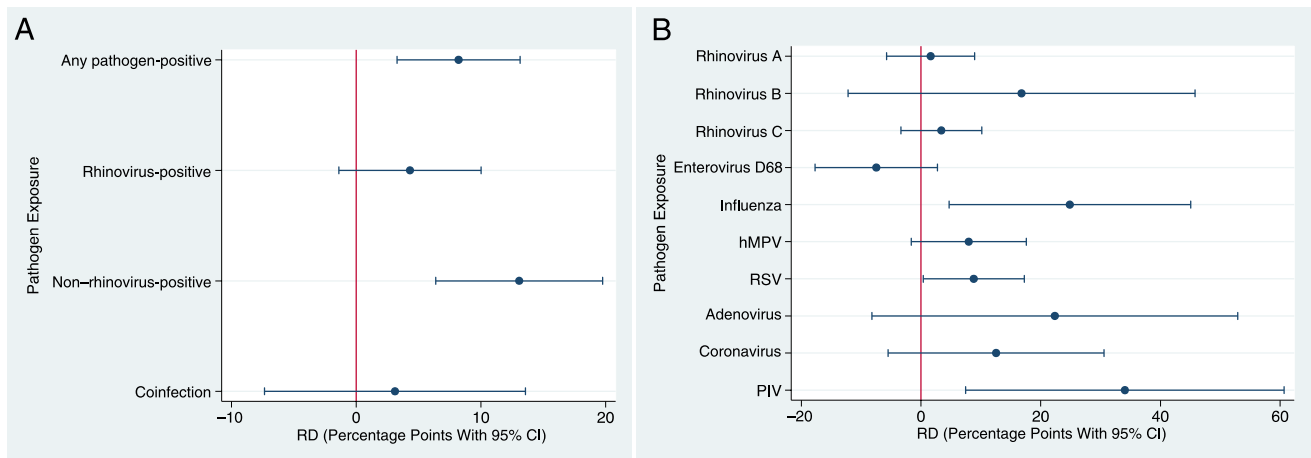 A
Pathogen Exposure
Any pathogen-positive
Rhinovirus-positive
Non–rhinovirus-positive
Coinfection
–10
0
10
20
RD (Percentage Points With 95% CI)
B
Pathogen Exposure
Rhinovirus A
Rhinovirus B
Rhinovirus C
Enterovirus D68
Influenza
hMPV
RSV
Adenovirus
Coronavirus
PIV
–20
0
20
40
60
RD (Percentage Points With 95% CI)